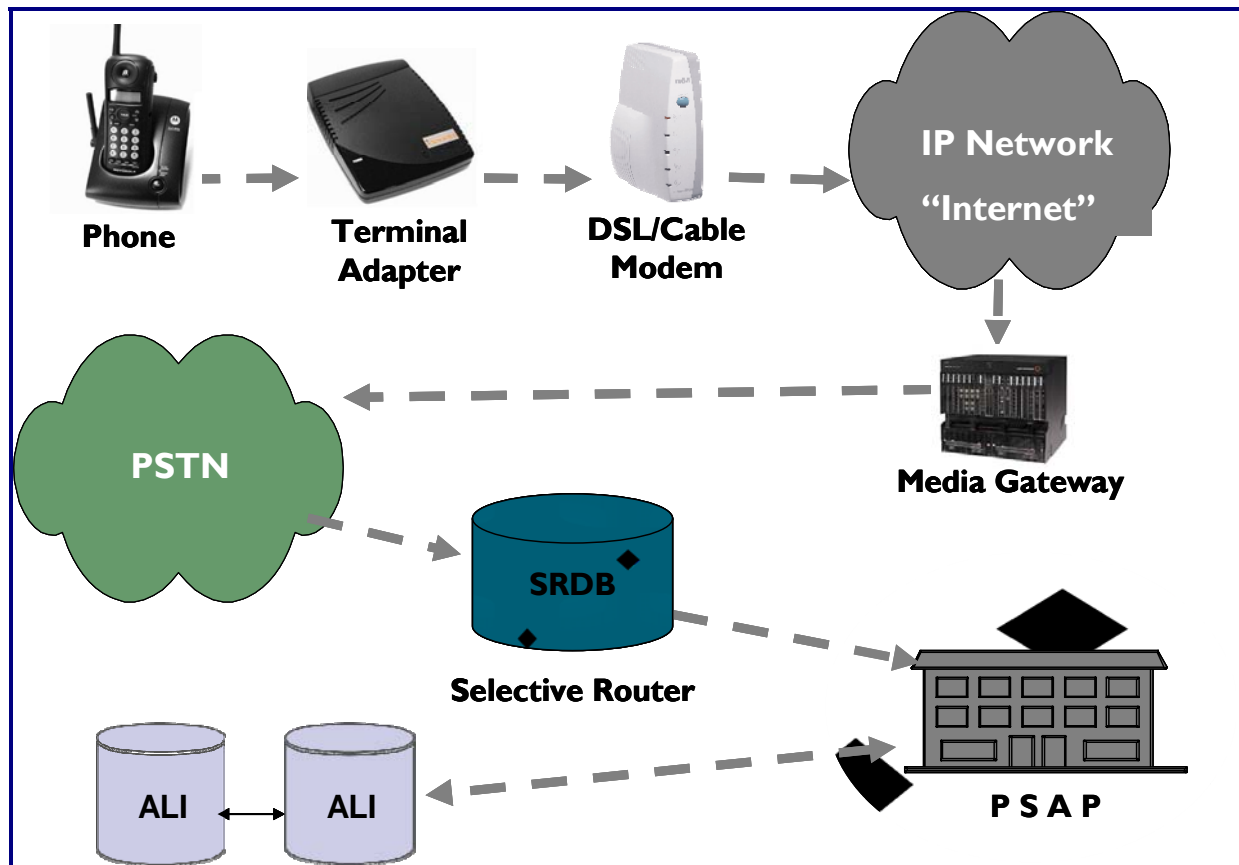 IP Network
“Internet”
Phone
Terminal
Adapter
DSL/Cable
Modem
PSTN
Media Gateway
SRDB
Selective Router
ALI
ALI
P S A P